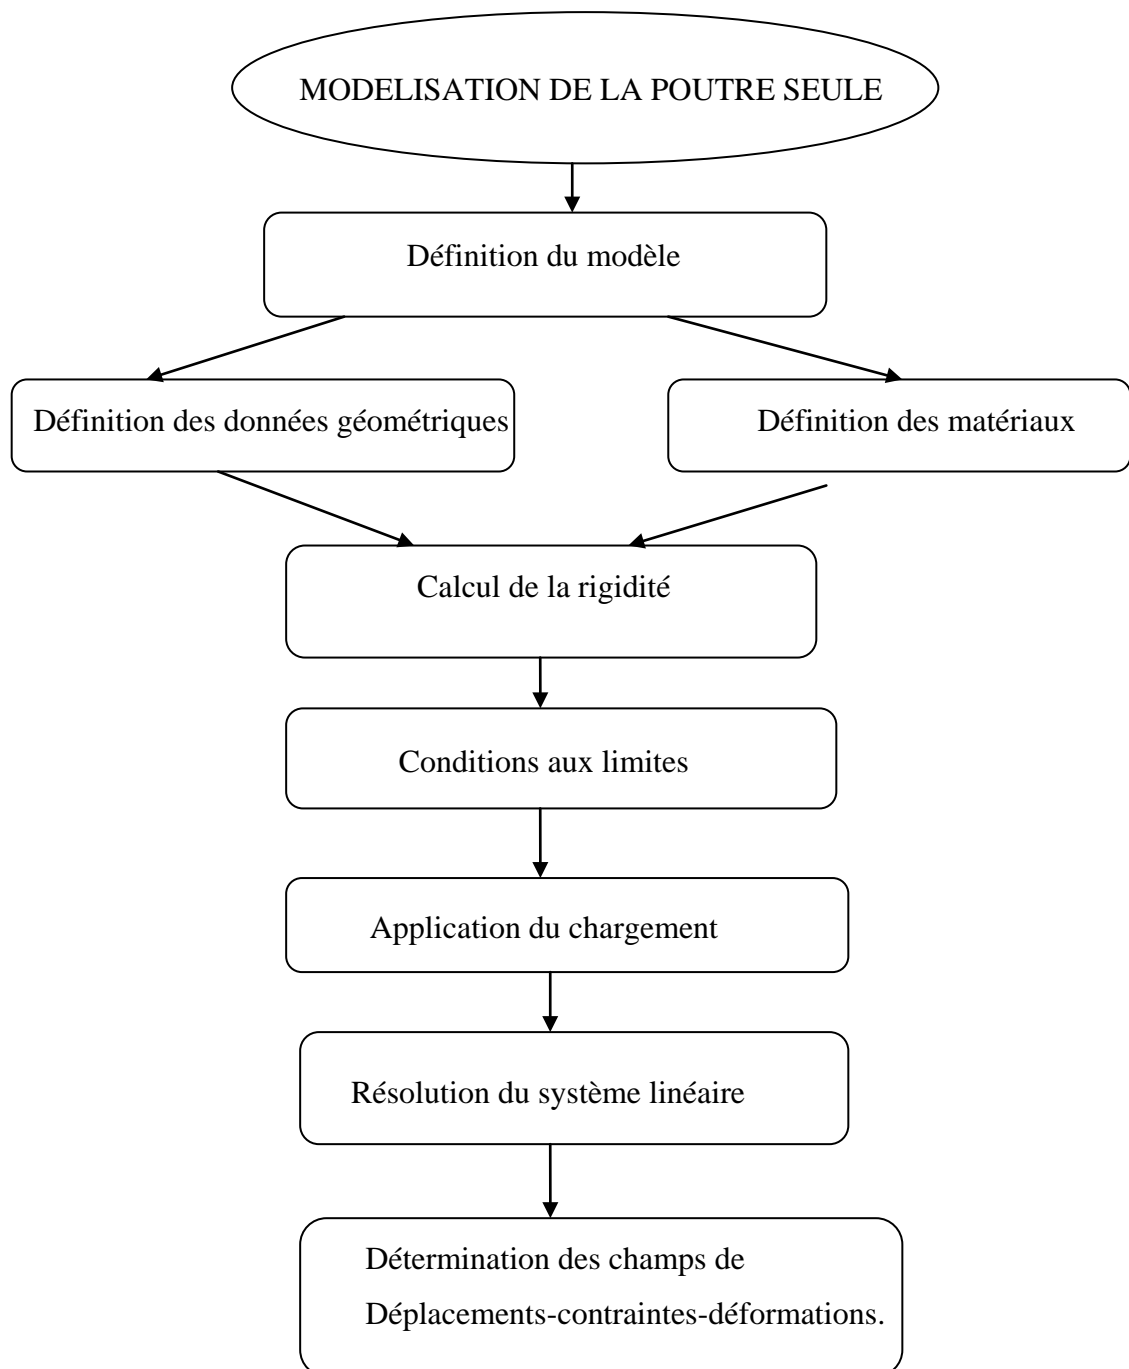 MODELISATION DE LA POUTRE SEULE
Définition du modèle
Définition des données géométriques
Définition des matériaux
Calcul de la rigidité
Conditions aux limites
Application du chargement
Résolution du système linéaire
Détermination des champs de
Déplacements-contraintes-déformations.